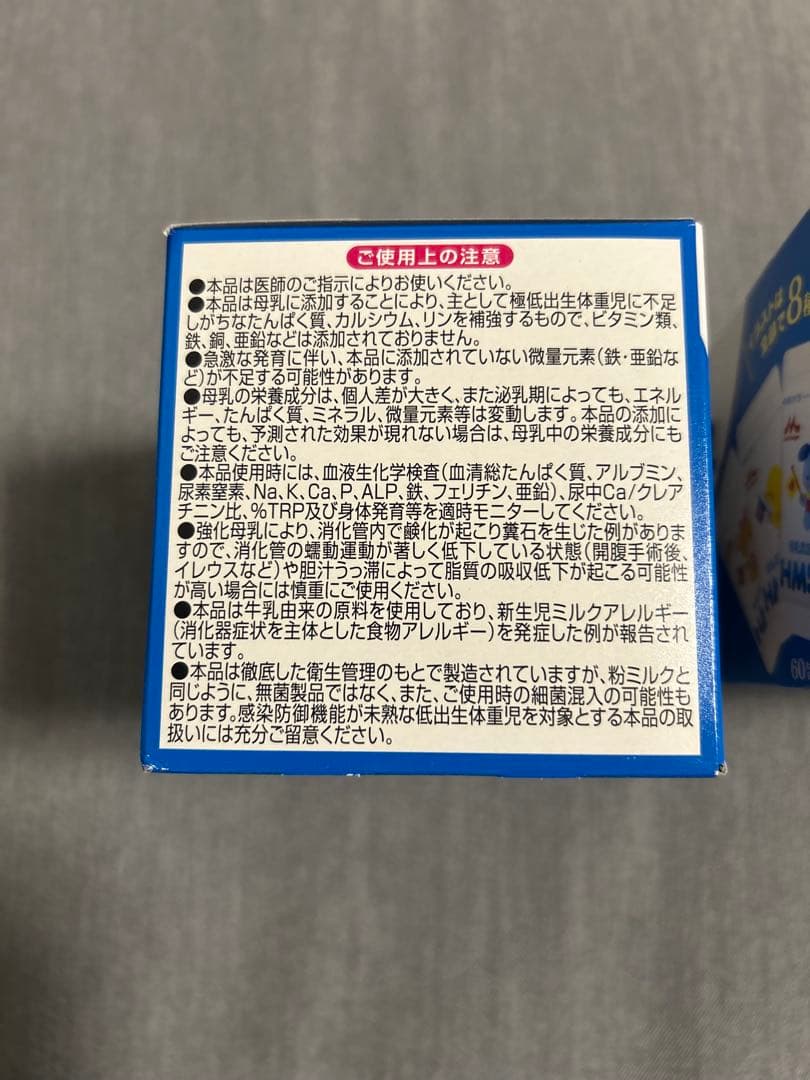 ご使用上の注意
●本品は医師のご指示によりお使いください。
●本品は母乳に添加することにより、主として極低出生体重児に不足
しがちなたんぱく質、カルシウム、リンを補強するもので、ビタミン類、
鉄、銅、亜鉛などは添加されておりません。
●急激な発育に伴い、本品に添加されていない微量元素(鉄・亜鉛な
ど)が不足する可能性があります。
●母乳の栄養成分は、個人差が大きく、また泌乳期によっても、エネル
ギー、たんぱく質、ミネラル、微量元素等は変動します。本品の添加に
よっても、予測された効果が現れない場合は、母乳中の栄養成分にも
ご注意ください。
●本品使用時には、血液生化学検査(血清総たんぱく質、アルブミン、
尿素窒素、Na、K、Ca、P、ALP、鉄、フェリチン、亜鉛)、尿中Ca/クレア
チニン比、%TRP及び身体発育等を適時モニターしてください。
●強化母乳により、消化管内で鹸化が起こり糞石を生じた例がありま
すので、消化管の蠕動運動が著しく低下している状態(開腹手術後、
イレウスなど)や胆汁うっ滞によって脂質の吸収低下が起こる可能性
が高い場合には慎重にご使用ください。
●本品は牛乳由来の原料を使用しており、新生児ミルクアレルギー
(消化器症状を主体とした食物アレルギー)を発症した例が報告され
ています。
●本品は徹底した衛生管理のもとで製造されていますが、粉ミルクと
同じように、無菌製品ではなく、また、ご使用時の細菌混入の可能性も
あります。感染防御機能が未熟な低出生体重児を対象とする本品の取
扱いには充分ご留意ください。
イラストは
全部で8種